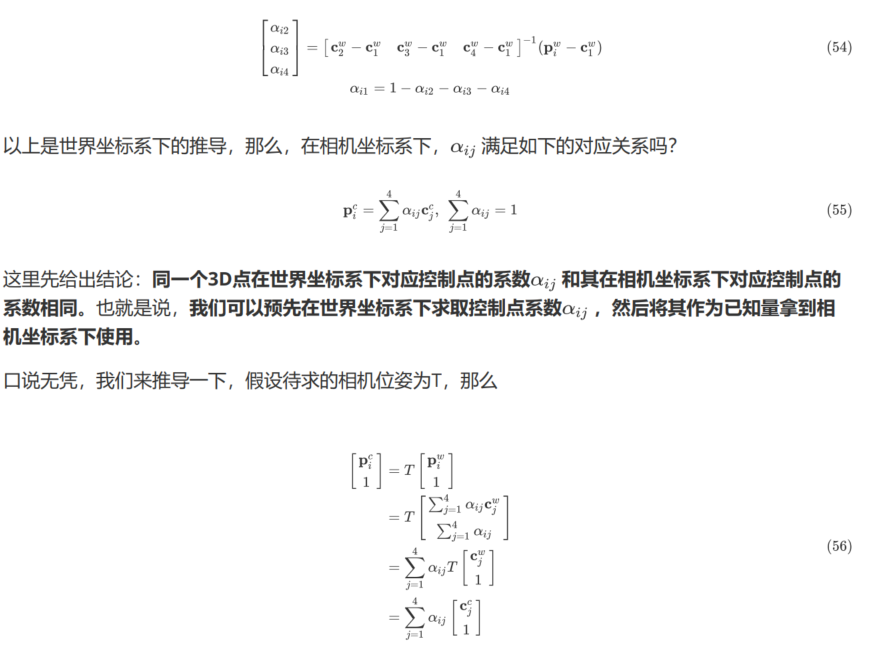 \begin{bmatrix} \alpha_{i2} \\ \alpha_{i3} \\ \alpha_{i4} \end{bmatrix} = \begin{bmatrix} \mathbf{c}_2^w - \mathbf{c}_1^w & \mathbf{c}_3^w - \mathbf{c}_1^w & \mathbf{c}_4^w - \mathbf{c}_1^w \end{bmatrix}^{-1} (\mathbf{p}_i^w - \mathbf{c}_1^w) (54)
\alpha_{i1} = 1 - \alpha_{i2} - \alpha_{i3} - \alpha_{i4}
以上是世界坐标系下的推导，那么，在相机坐标系下，α_{ij} 满足如下的对应关系吗？
\mathbf{p}_i^c = \sum_{j=1}^{4} \alpha_{ij} \mathbf{c}_j^c, \ \sum_{j=1}^{4} \alpha_{ij} = 1 (55)
这里先给出结论：同一个3D点在世界坐标系下对应控制点的系数α_{ij} 和其在相机坐标系下对应控制点的
系数相同。也就是说，我们可以预先在世界坐标系下求取控制点系数α_{ij} ，然后将其作为已知量拿到相
机坐标系下使用。
口说无凭，我们来推导一下，假设待求的相机位姿为T，那么
\begin{bmatrix} \mathbf{p}_i^c \\ 1 \end{bmatrix} = T \begin{bmatrix} \mathbf{p}_i^w \\ 1 \end{bmatrix}
= T \begin{bmatrix} \sum_{j=1}^{4} \alpha_{ij} \mathbf{c}_j^w \\ \sum_{j=1}^{4} \alpha_{ij} \end{bmatrix}
= \sum_{j=1}^{4} \alpha_{ij} T \begin{bmatrix} \mathbf{c}_j^w \\ 1 \end{bmatrix} (56)
= \sum_{j=1}^{4} \alpha_{ij} \begin{bmatrix} \mathbf{c}_j^c \\ 1 \end{bmatrix}